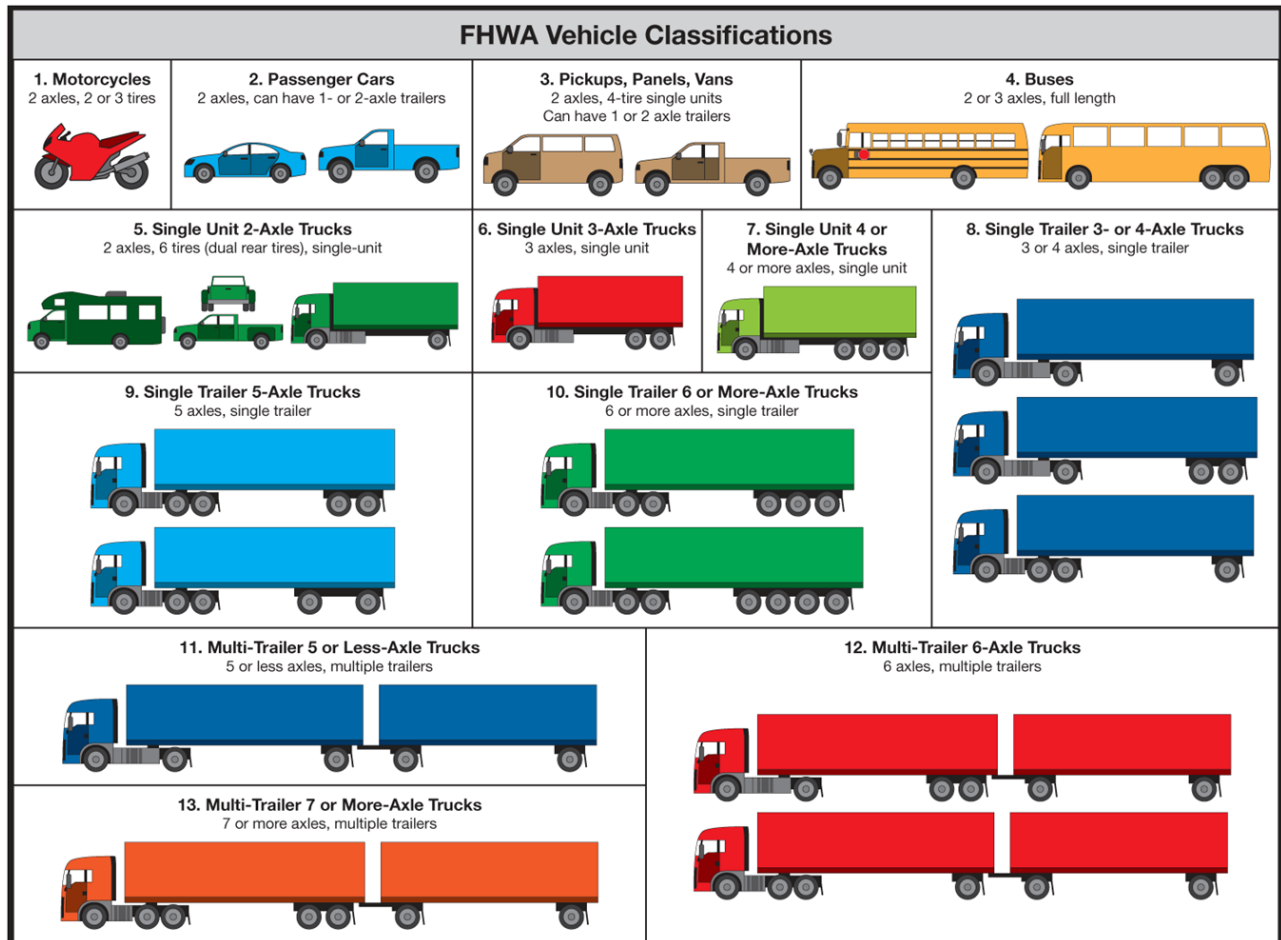 FHWA Vehicle Classifications
1. Motorcycles
2 axles, 2 or 3 tires
2. Passenger Cars
2 axles, can have 1- or 2-axle trailers
3. Pickups, Panels, Vans
2 axles, 4-tire single units
Can have 1 or 2 axle trailers
4. Buses
2 or 3 axles, full length
5. Single Unit 2-Axle Trucks
2 axles, 6 tires (dual rear tires), single-unit
6. Single Unit 3-Axle Trucks
3 axles, single unit
7. Single Unit 4 or
More-Axle Trucks
4 or more axles, single unit
8. Single Trailer 3- or 4-Axle Trucks
3 or 4 axles, single trailer
9. Single Trailer 5-Axle Trucks
5 axles, single trailer
10. Single Trailer 6 or More-Axle Trucks
6 or more axles, single trailer
11. Multi-Trailer 5 or Less-Axle Trucks
5 or less axles, multiple trailers
12. Multi-Trailer 6-Axle Trucks
6 axles, multiple trailers
13. Multi-Trailer 7 or More-Axle Trucks
7 or more axles, multiple trailers